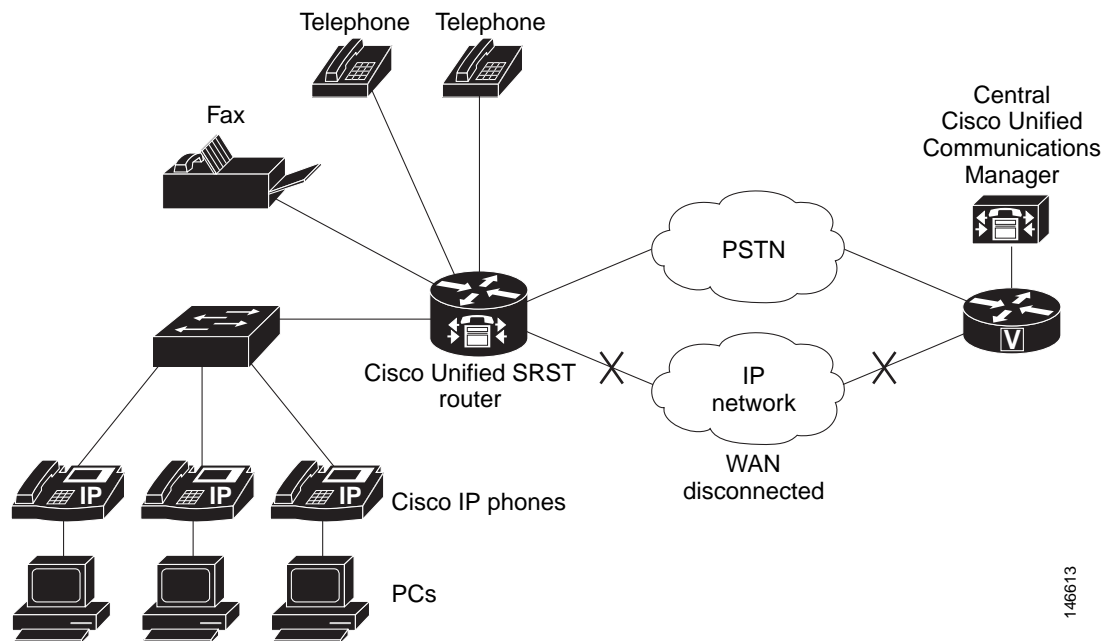 Telephone
Telephone
Fax
Central
Cisco Unified
Communications
Manager
PSTN
V
Cisco Unified SRST
router
IP
network
WAN
disconnected
IP
IP
IP
Cisco IP phones
PCs
146613